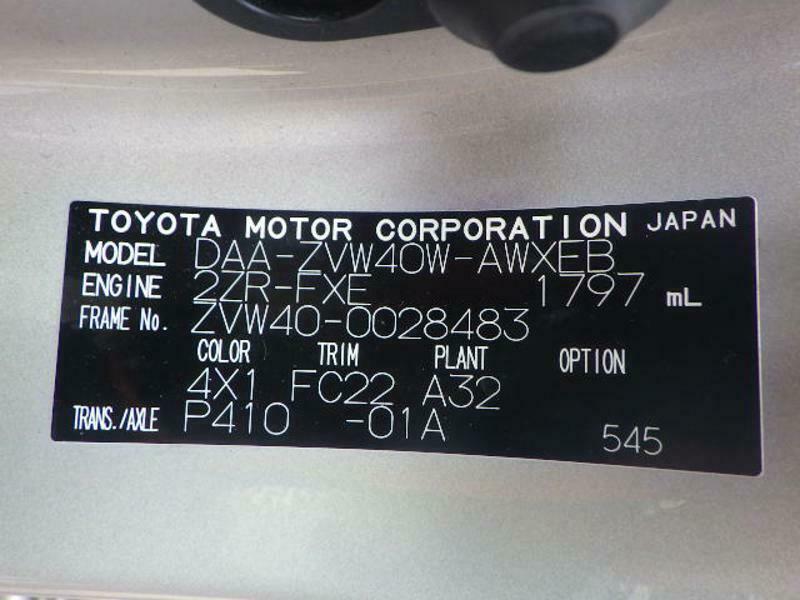 TOYOTA MOTOR CORPORATION JAPAN
MODEL DAA-ZVW40W-AWXEB
ENGINE 2ZR-FXE 1797 mL
FRAME No. ZVW40-0028483
COLOR TRIM PLANT OPTION
4X1 FC22 A32
TRANS./AXLE P410 -01A 545